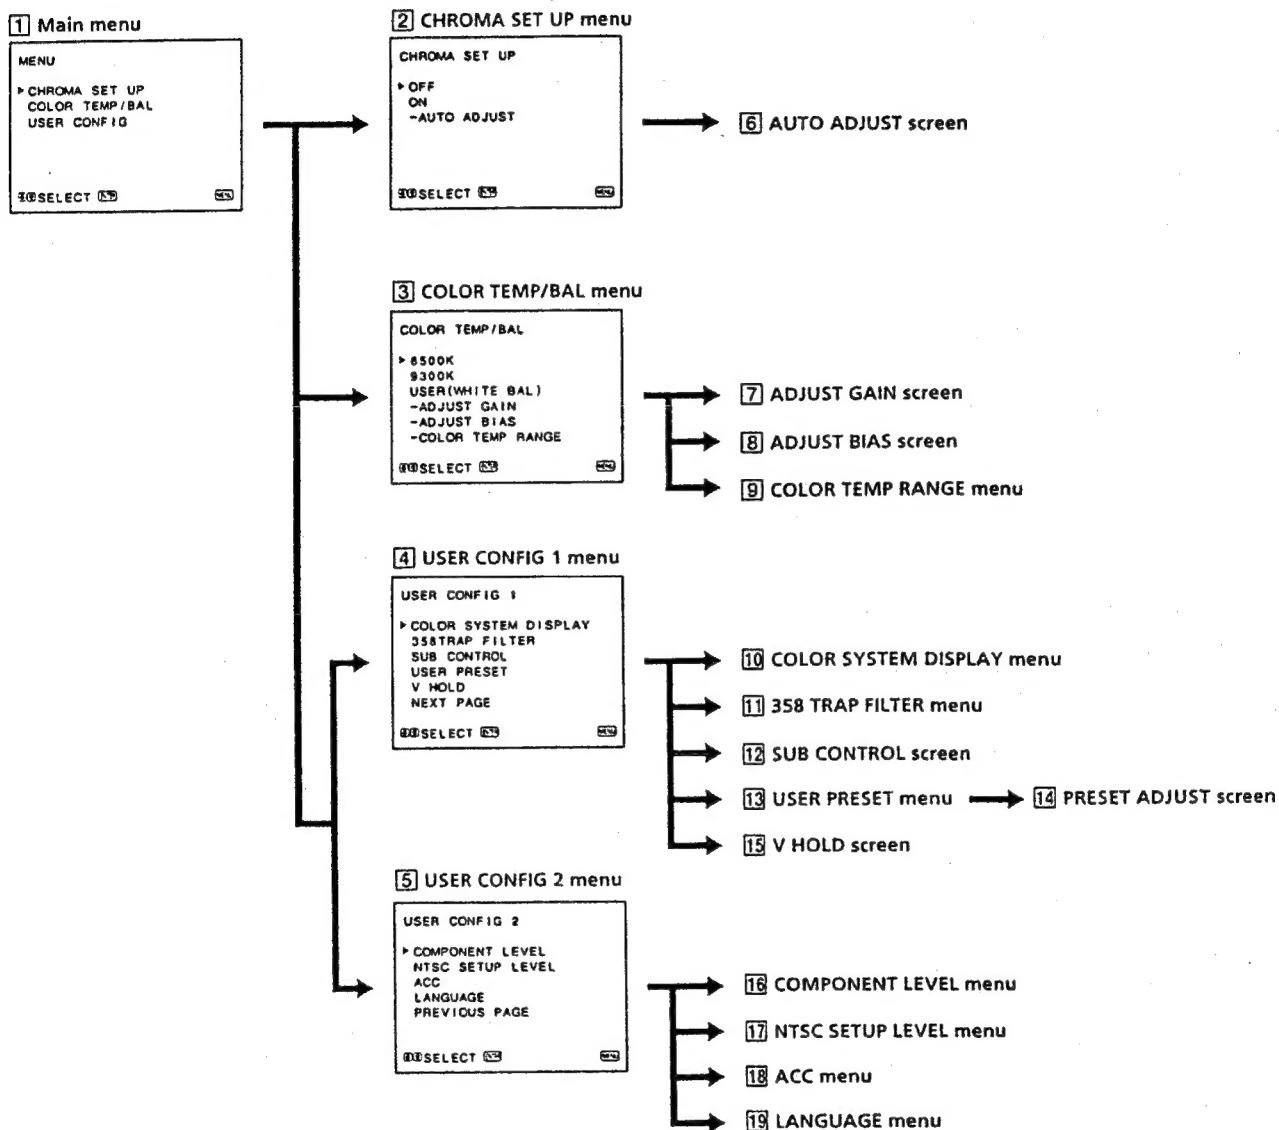 1 Main menu
MENU
CHROMA SET UP
COLOR TEMP/BAL
USER CONFIG
SELECT
MENU
2 CHROMA SET UP menu
CHROMA SET UP
OFF
ON
-AUTO ADJUST
SELECT
MENU
6 AUTO ADJUST screen
3 COLOR TEMP/BAL menu
COLOR TEMP/BAL
6500K
9300K
USER(WHITE BAL)
-ADJUST GAIN
-ADJUST BIAS
-COLOR TEMP RANGE
SELECT
MENU
7 ADJUST GAIN screen
8 ADJUST BIAS screen
9 COLOR TEMP RANGE menu
4 USER CONFIG 1 menu
USER CONFIG 1
COLOR SYSTEM DISPLAY
358TRAP FILTER
SUB CONTROL
USER PRESET
V HOLD
NEXT PAGE
SELECT
MENU
10 COLOR SYSTEM DISPLAY menu
11 358 TRAP FILTER menu
12 SUB CONTROL screen
13 USER PRESET menu
14 PRESET ADJUST screen
15 V HOLD screen
5 USER CONFIG 2 menu
USER CONFIG 2
COMPONENT LEVEL
NTSC SETUP LEVEL
ACC
LANGUAGE
PREVIOUS PAGE
SELECT
MENU
16 COMPONENT LEVEL menu
17 NTSC SETUP LEVEL menu
18 ACC menu
19 LANGUAGE menu